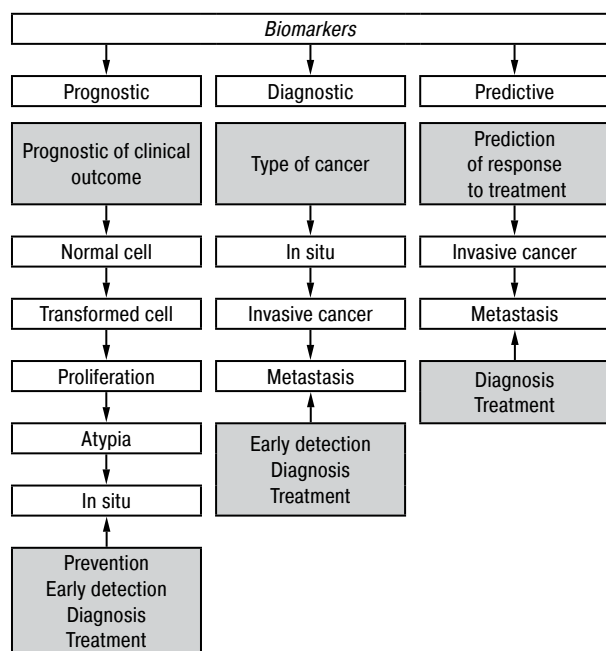 Biomarkers
Prognostic
Diagnostic
Predictive
Prognostic of clinical
outcome
Type of cancer
Prediction
of response
to treatment
Normal cell
In situ
Invasive cancer
Transformed cell
Invasive cancer
Metastasis
Proliferation
Metastasis
Diagnosis
Treatment
Atypia
Early detection
Diagnosis
Treatment
In situ
Prevention
Early detection
Diagnosis
Treatment